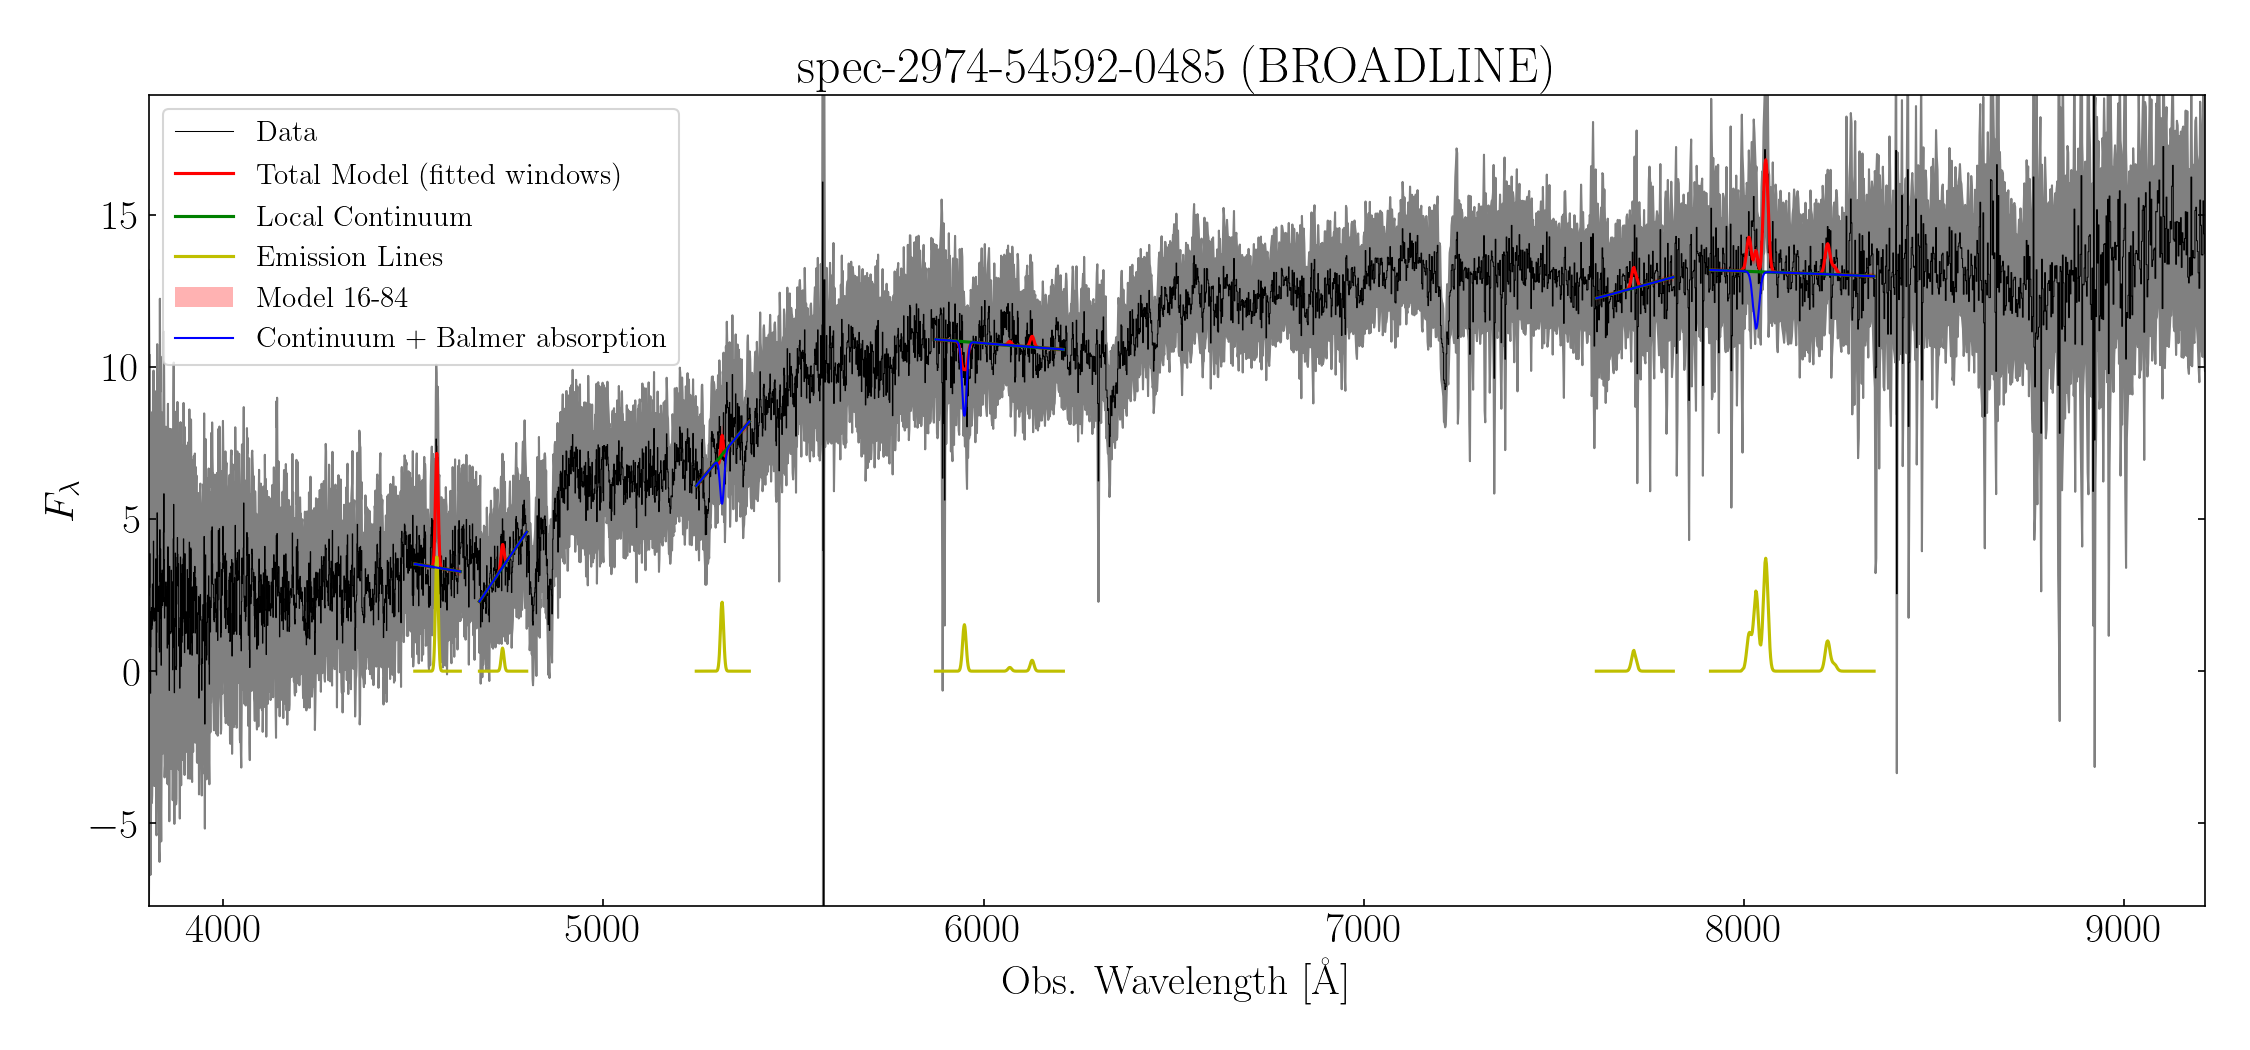 spec-2974-54592-0485 (BROADLINE)
Data
Total Model (fitted windows)
Local Continuum
Emission Lines
Model 16-84
Continuum + Balmer absorption
15
10
5
0
−5
F_λ
4000 5000 6000 7000 8000 9000
Obs. Wavelength [Å]